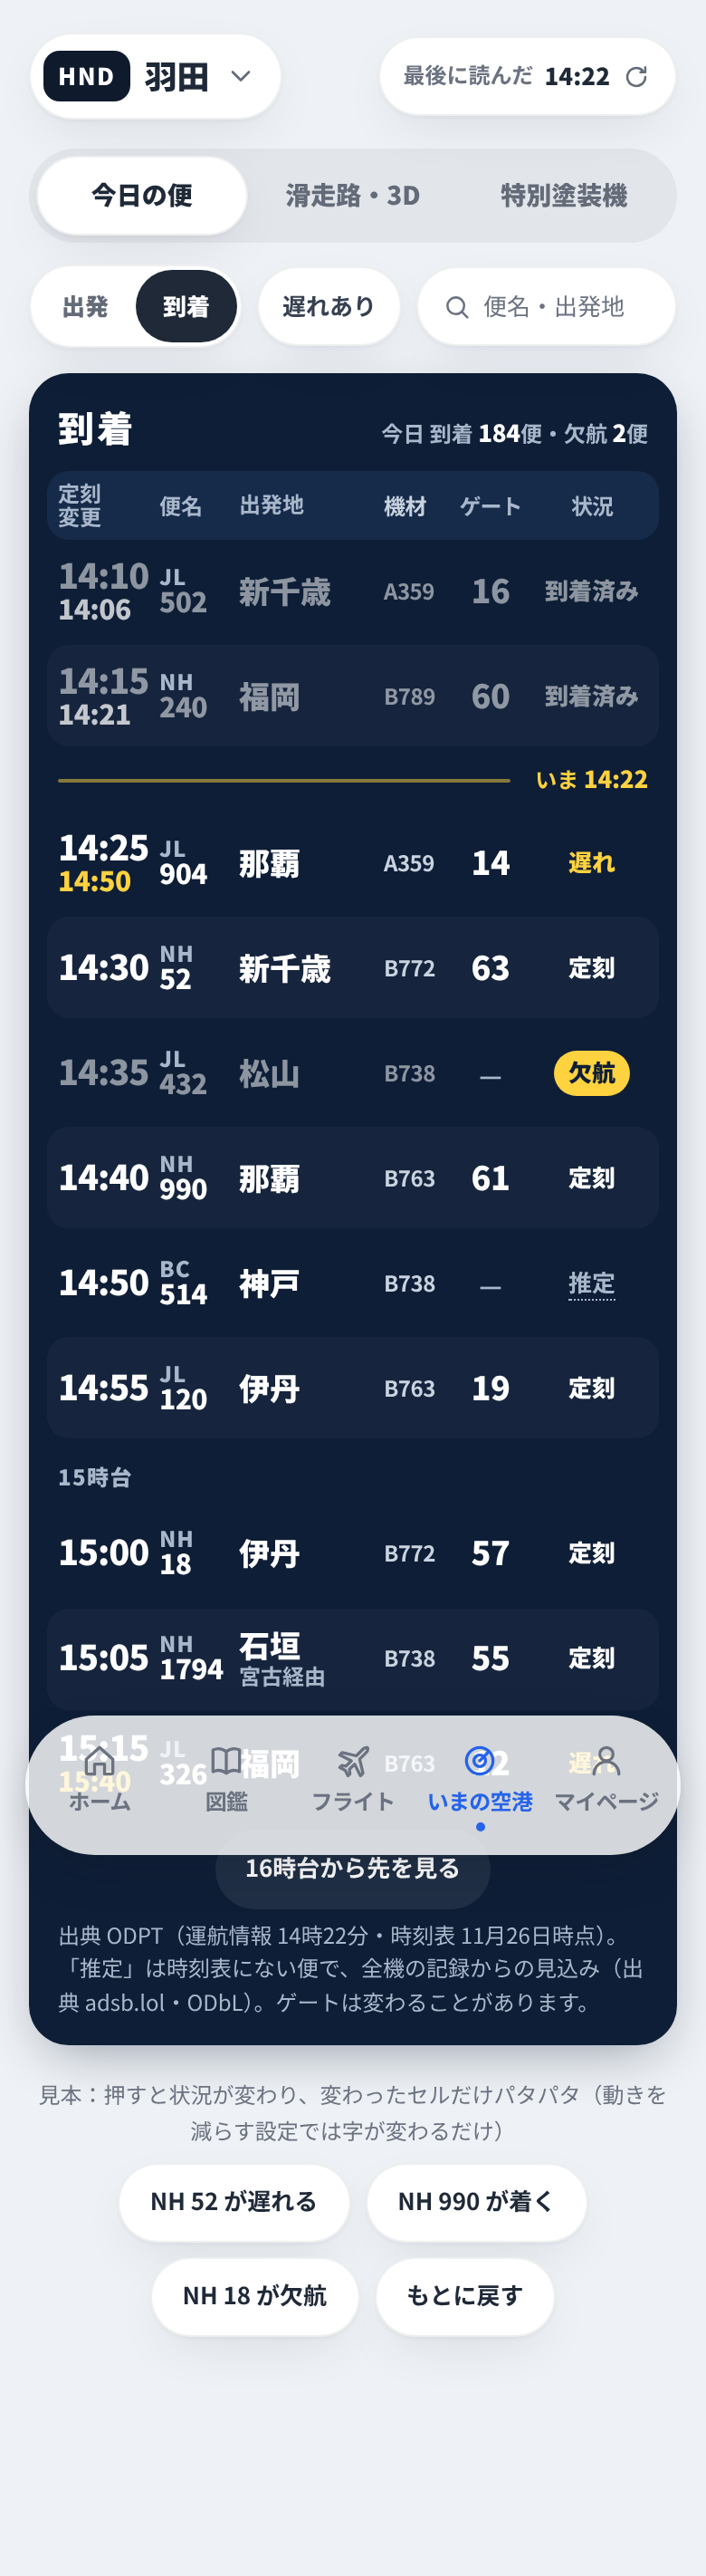 HND 羽田
最後に読んだ 14:22
今日の便 滑走路・3D 特別塗装機
出発 到着 遅れあり 便名・出発地
到着 今日 到着 184便・欠航 2便
定刻
変更
便名 出発地 機材 ゲート 状況
14:10 JL 502 新千歳 A359 16 到着済み
14:06
14:15 NH 240 福岡 B789 60 到着済み
14:21
いま 14:22
14:25 JL 904 那覇 A359 14 遅れ
14:50
14:30 NH 52 新千歳 B772 63 定刻
14:35 JL 432 松山 B738 — 欠航
14:40 NH 990 那覇 B763 61 定刻
14:50 BC 514 神戸 B738 — 推定
14:55 JL 120 伊丹 B763 19 定刻
15時台
15:00 NH 18 伊丹 B772 57 定刻
15:05 NH 1794 石垣 B738 55 定刻
宮古経由
15:15 JL 326 福岡 B763 遅れ
15:40
ホーム 図鑑 フライト いまの空港 マイページ
16時台から先を見る
出典 ODPT（運航情報 14時22分・時刻表 11月26日時点）。
「推定」は時刻表にない便で、全機の記録からの見込み（出
典 adsb.lol・ODbL）。ゲートは変わることがあります。
見本：押すと状況が変わり、変わったセルだけパタパタ（動きを
減らす設定では字が変わるだけ）
NH 52 が遅れる NH 990 が着く
NH 18 が欠航 もとに戻す